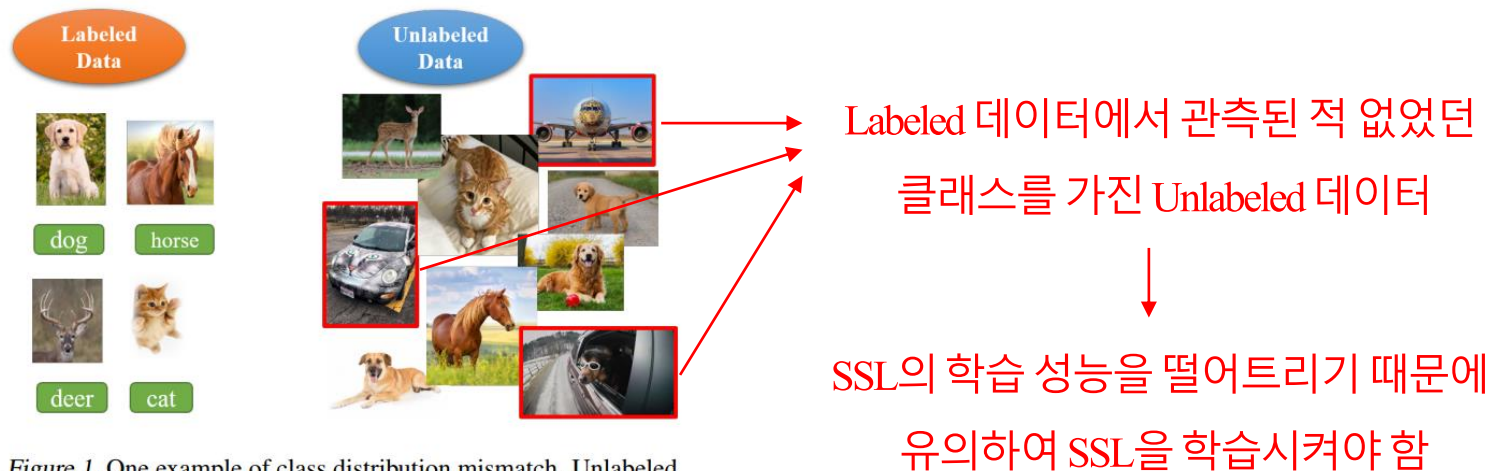 Labeled
Data
Unlabeled
Data
dog
horse
deer
cat
Labeled 데이터에서 관측된 적 없었던
클래스를 가진 Unlabeled 데이터
SSL의 학습 성능을 떨어트리기 때문에
유의하여 SSL을 학습시켜야 함
Figure 1. One example of class distribution mismatch. Unlabeled